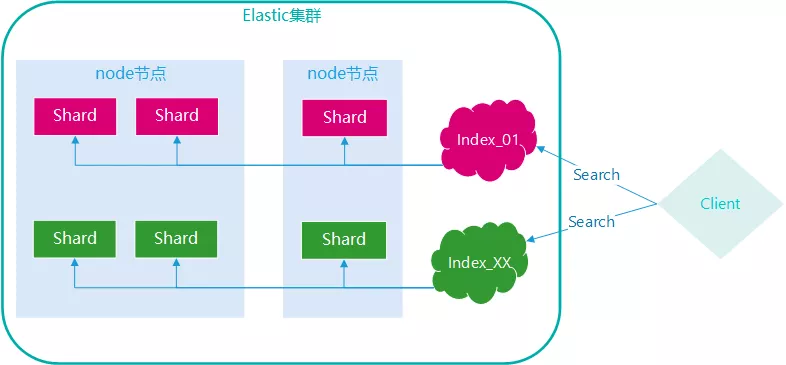 Elastic集群
node节点
node节点
Shard
Shard
Shard
Index_01
Search
Client
Search
Shard
Shard
Shard
Index_XX